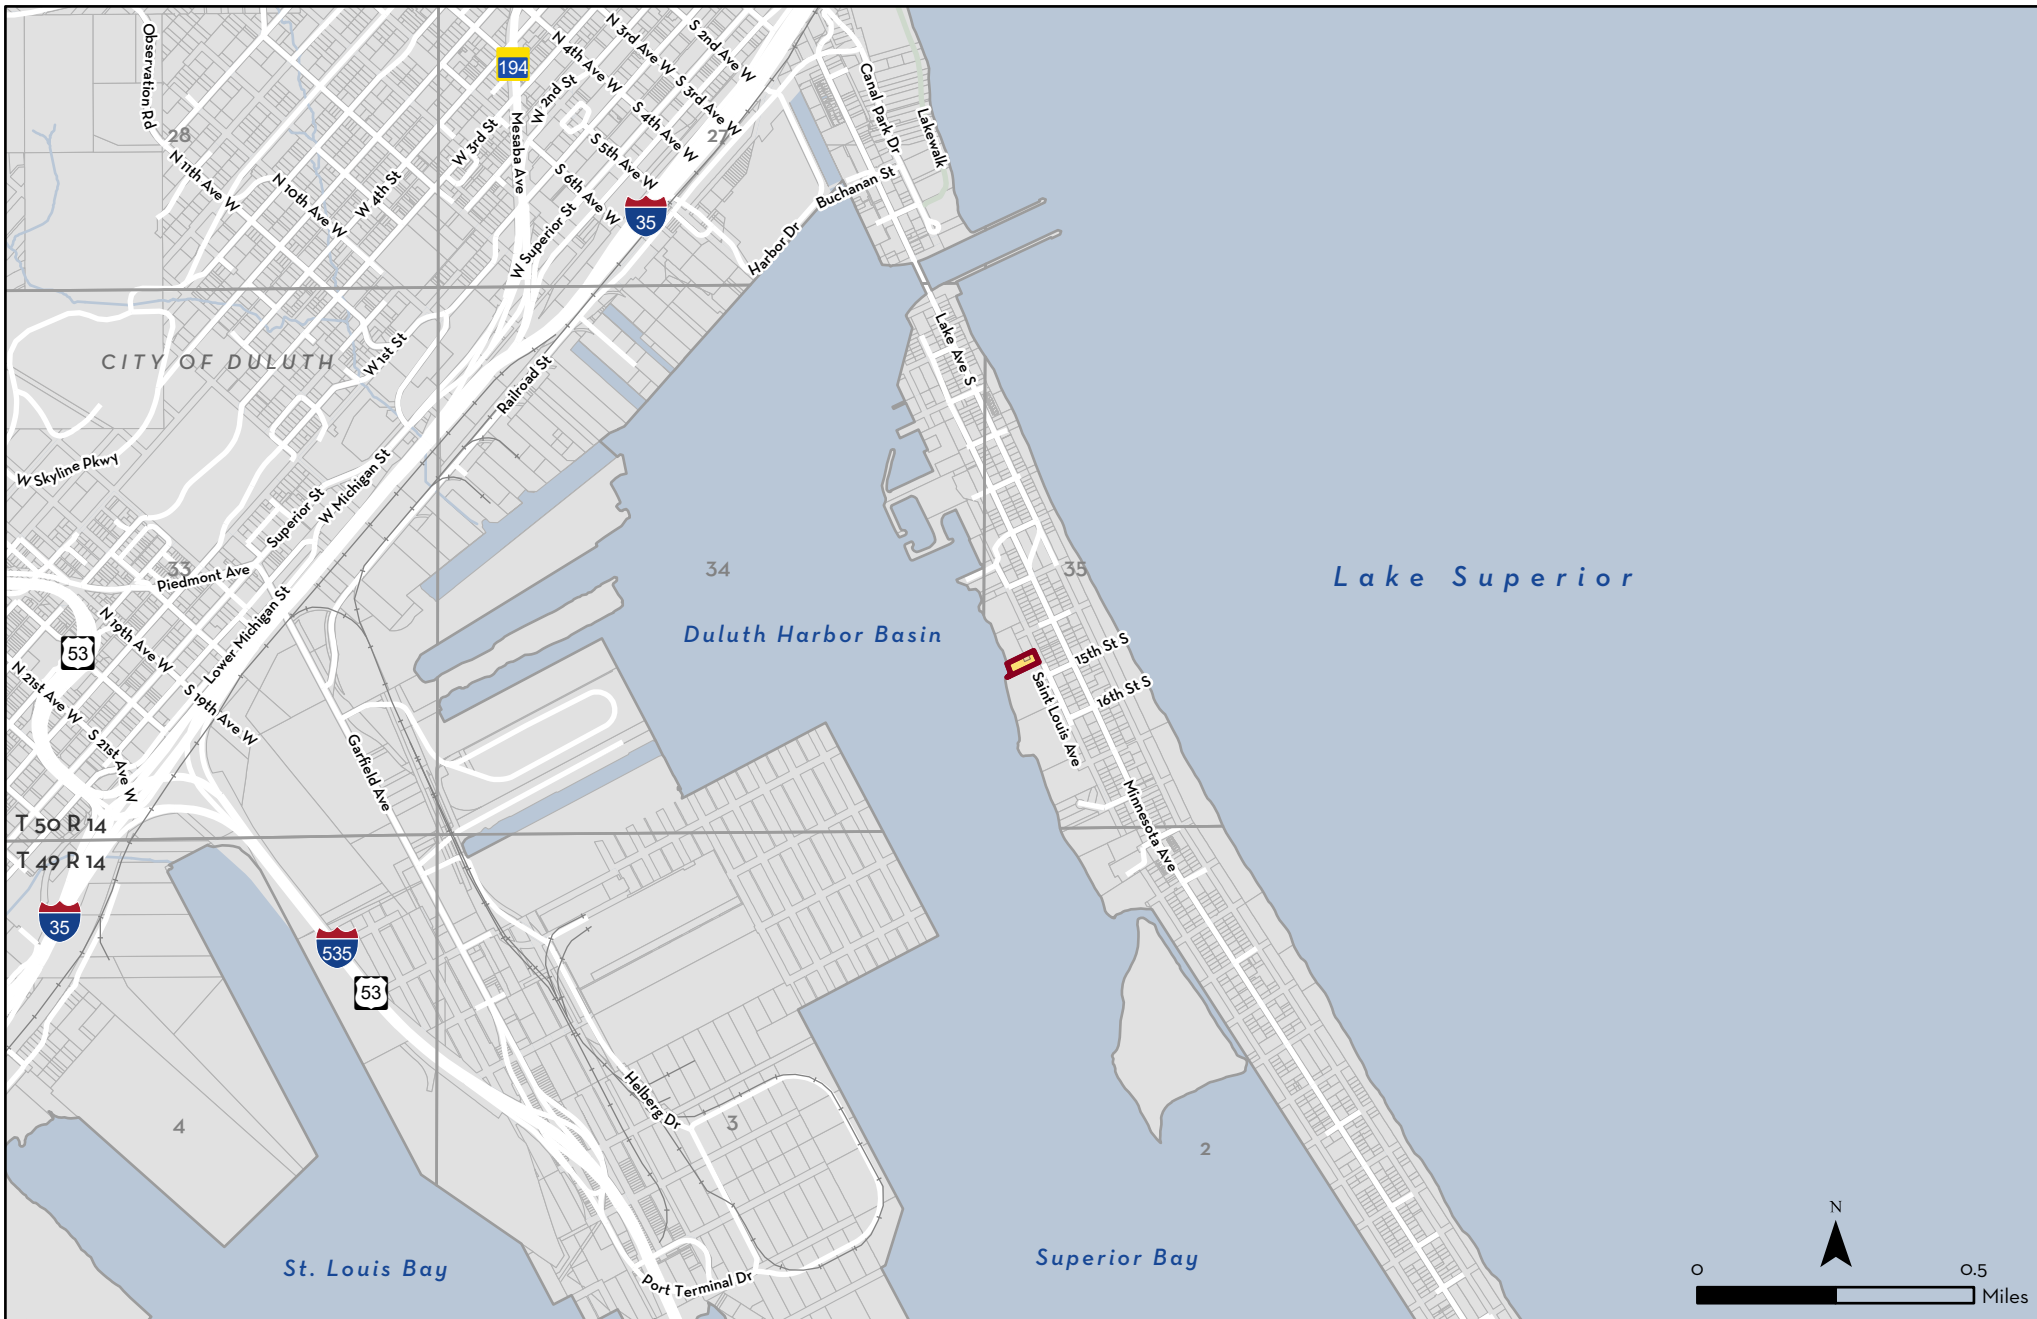 Observation Rd
194
N 3rd Ave W
S 2nd Ave W
N 4th Ave W
S 3rd Ave W
W 2nd St
S 4th Ave W
Canal Park Dr
Lakewalk
28
27
Mesaba Ave
W 3rd St
S 5th Ave W
N 11th Ave W
N 10th Ave W
W 4th St
S 6th Ave W
Buchanan St
35
W Superior St
Harbor Dr
CITY OF DULUTH
W 1st St
Railroad St
Lake Ave S
W Skyline Pkwy
W Michigan St
Superior St
33
Piedmont Ave
34
35
Lake Superior
Lower Michigan St
N 19th Ave W
Duluth Harbor Basin
53
15th St S
N 21st Ave W
S 19th Ave W
Saint Louis Ave
16th St S
S 21st Ave W
Garfield Ave
Minnesota Ave
T 50 R 14
T 49 R 14
35
535
53
Helberg Dr
4
3
2
St. Louis Bay
Port Terminal Dr
Superior Bay
N
0
0.5
Miles